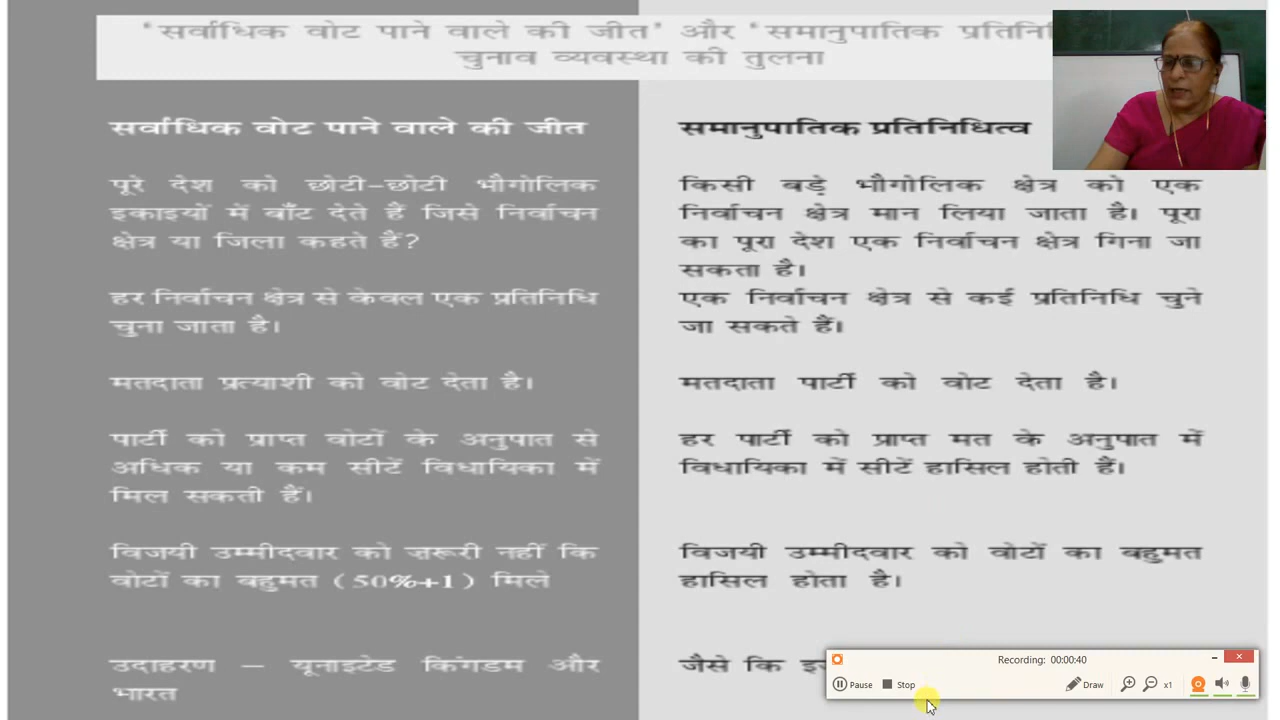 ‘सर्वाधिक वोट पाने वाले की जीत’ और ‘समानुपातिक
चुनाव व्यवस्था की तुलना
सर्वाधिक वोट पाने वाले की जीत
पूरे देश को छोटी-छोटी भौगोलिक
इकाइयों में बाँट देते हैं जिसे निर्वाचन
क्षेत्र या जिला कहते हैं?
हर निर्वाचन क्षेत्र से केवल एक प्रतिनिधि
चुना जाता है।
मतदाता प्रत्याशी को वोट देता है।
पार्टी को प्राप्त वोटों के अनुपात से
अधिक या कम सीटें विधायिका में
मिल सकती हैं।
विजयी उम्मीदवार को ज़रूरी नहीं कि
वोटों का बहुमत (50%+1) मिले
उदाहरण – यूनाइटेड किंगडम और
भारत
समानुपातिक प्रतिनिधित्व
किसी बड़े भौगोलिक क्षेत्र को एक
निर्वाचन क्षेत्र मान लिया जाता है। पूरा
का पूरा देश एक निर्वाचन क्षेत्र गिना जा
सकता है।
एक निर्वाचन क्षेत्र से कई प्रतिनिधि चुने
जा सकते हैं।
मतदाता पार्टी को वोट देता है।
हर पार्टी को प्राप्त मत के अनुपात में
विधायिका में सीटें हासिल होती हैं।
विजयी उम्मीदवार को वोटों का बहुमत
हासिल होता है।
जैसे कि
Recording: 00:00:40
Pause Stop Draw x1